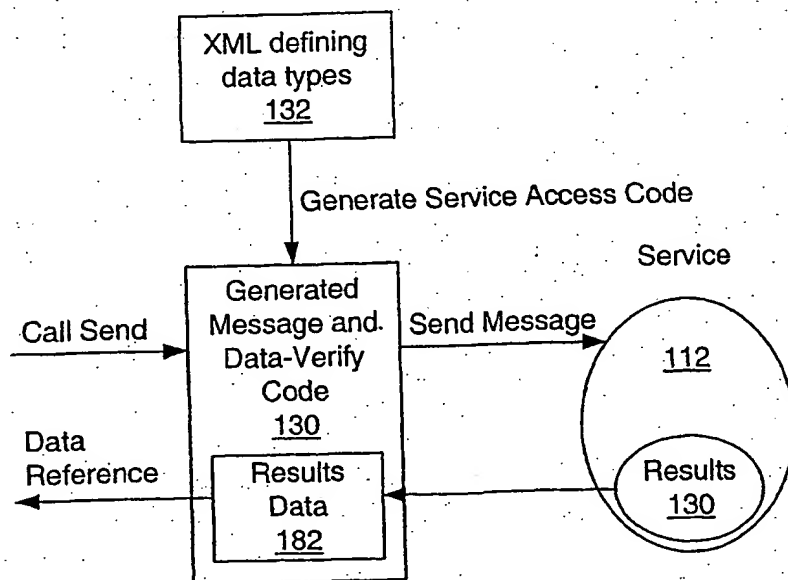 XML defining
data types
132
Generate Service Access Code
Service
Generated
Message and.
Data-Verify
Code
130
Call Send
Send Message
112
Data
Reference
Results
Data
182
Results
130